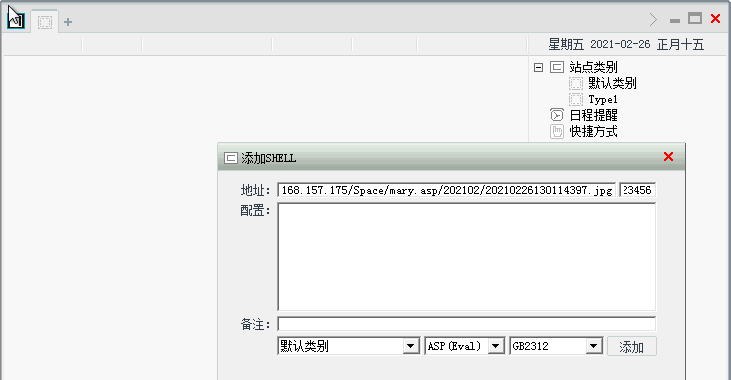 星期五 2021-02-26 正月十五
站点类别
默认类别
Type1
日程提醒
快捷方式
添加SHELL
地址: 168.157.175/Space/mary.asp/202102/20210226130114397.jpg 23456
配置:
备注:
默认类别 ASP(Eval) GB2312 添加